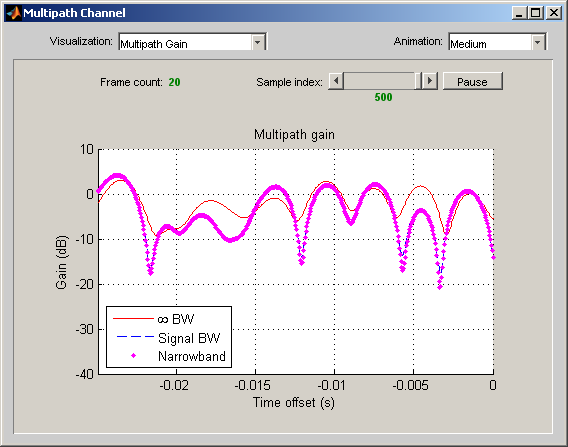 Multipath Channel
Visualization: Multipath Gain Animation: Medium
Frame count: 20 Sample index: Pause
500
Multipath gain
10
0
-10
-20
-30
-40
Gain (dB)
∞ BW
Signal BW
Narrowband
-0.02 -0.015 -0.01 -0.005 0
Time offset (s)